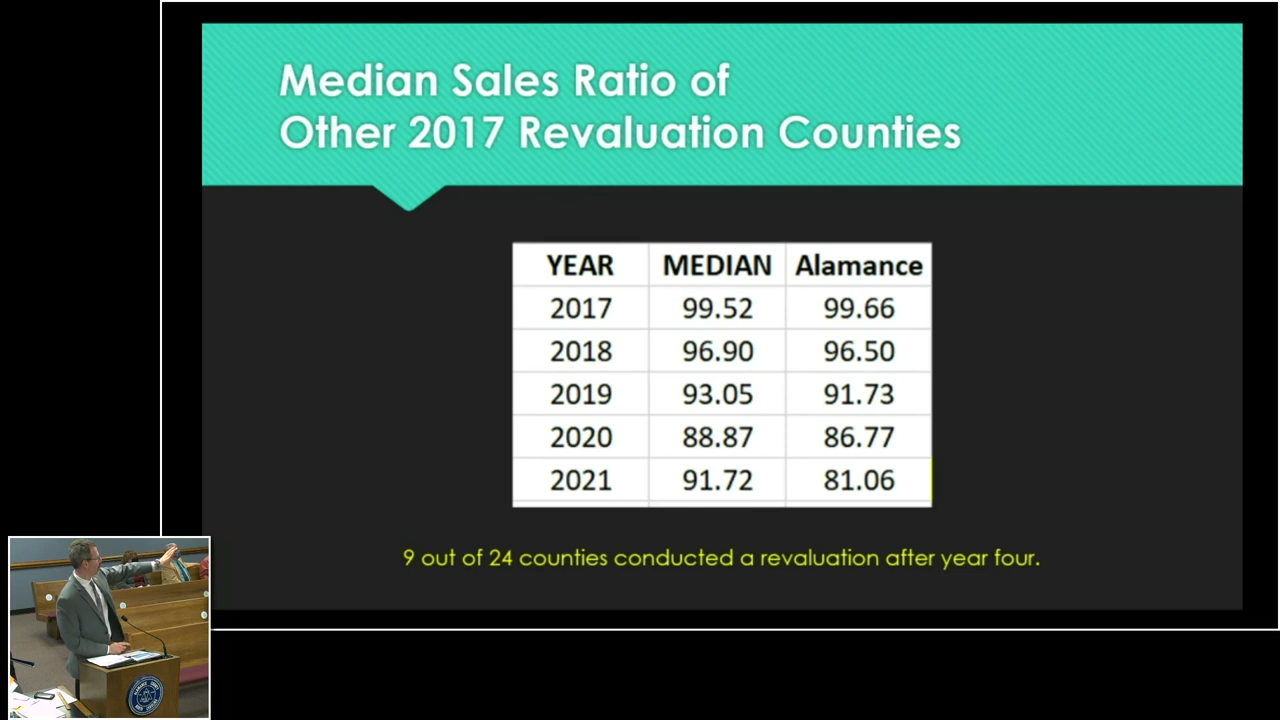 Median Sales Ratio of
Other 2017 Revaluation Counties
YEAR MEDIAN Alamance
2017 99.52 99.66
2018 96.90 96.50
2019 93.05 91.73
2020 88.87 86.77
2021 91.72 81.06
9 out of 24 counties conducted a revaluation after year four.